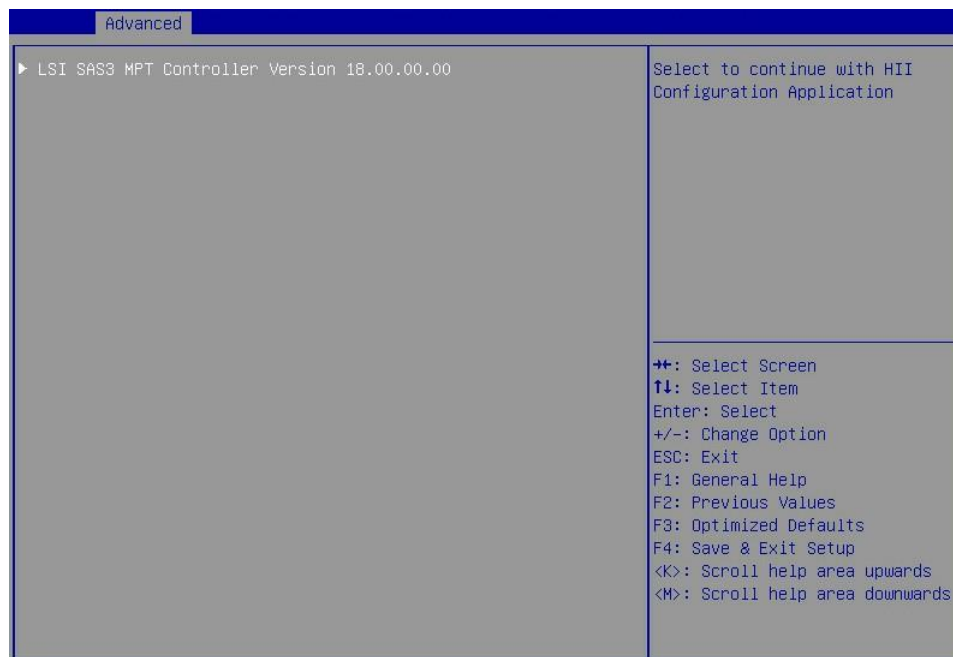 Advanced
▶ LSI SAS3 MPT Controller Version 18.00.00.00
Select to continue with HII
Configuration Application
→←: Select Screen
↑↓: Select Item
Enter: Select
+/-: Change Option
ESC: Exit
F1: General Help
F2: Previous Values
F3: Optimized Defaults
F4: Save & Exit Setup
<K>: Scroll help area upwards
<M>: Scroll help area downwards